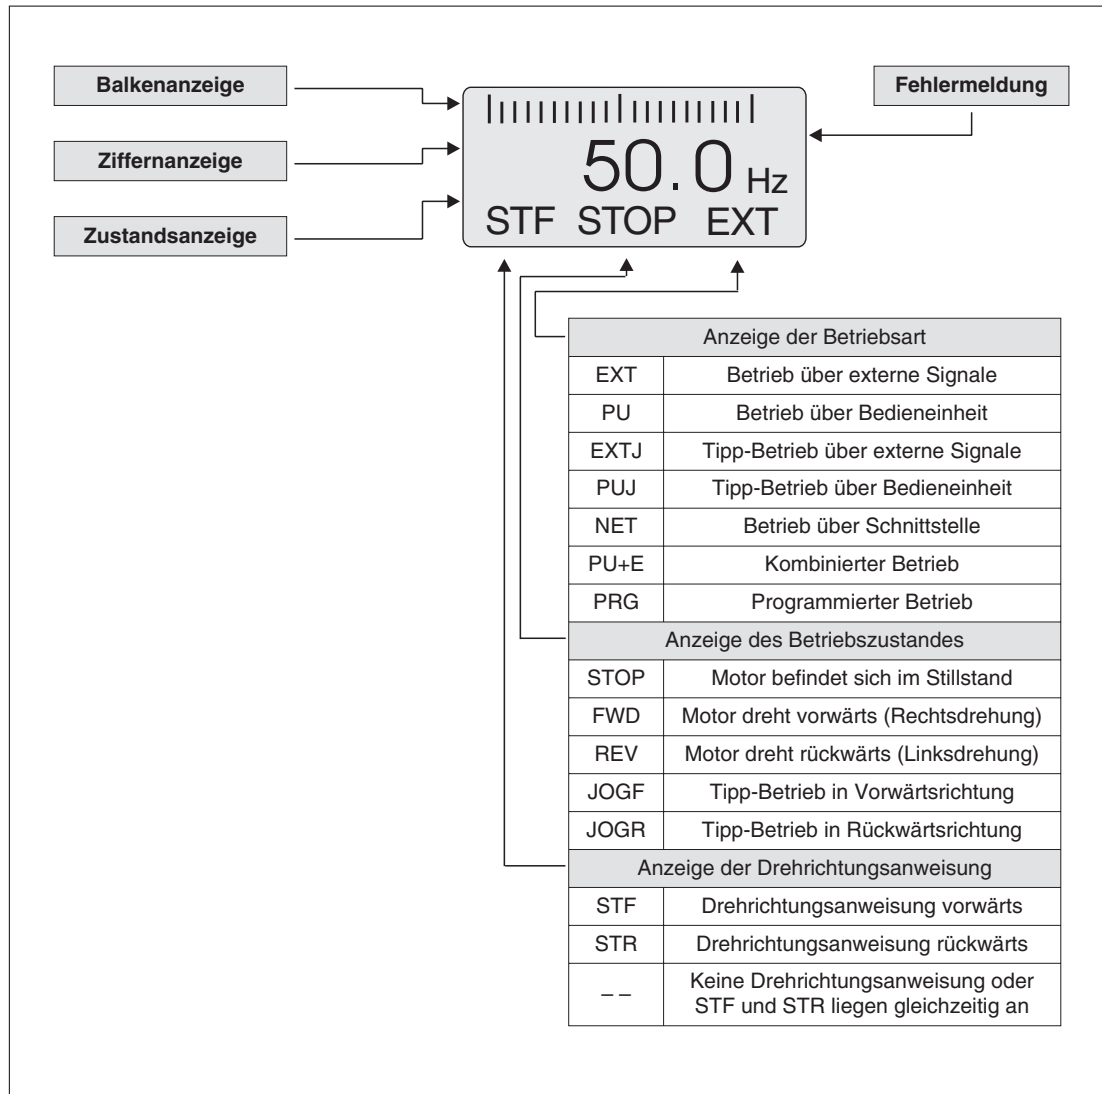 Balkenanzeige
Fehlermeldung
Ziffernanzeige
50.0 Hz
Zustandsanzeige
STF STOP EXT
Anzeige der Betriebsart
EXT Betrieb über externe Signale
PU Betrieb über Bedieneinheit
EXTJ Tipp-Betrieb über externe Signale
PUJ Tipp-Betrieb über Bedieneinheit
NET Betrieb über Schnittstelle
PU+E Kombinierter Betrieb
PRG Programmierter Betrieb
Anzeige des Betriebszustandes
STOP Motor befindet sich im Stillstand
FWD Motor dreht vorwärts (Rechtsdrehung)
REV Motor dreht rückwärts (Linksdrehung)
JOGF Tipp-Betrieb in Vorwärtsrichtung
JOGR Tipp-Betrieb in Rückwärtsrichtung
Anzeige der Drehrichtungsanweisung
STF Drehrichtungsanweisung vorwärts
STR Drehrichtungsanweisung rückwärts
– – Keine Drehrichtungsanweisung oder
STF und STR liegen gleichzeitig an